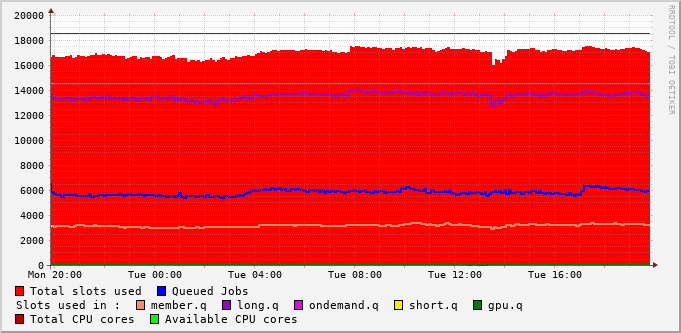 20000
18000
16000
14000
12000
10000
8000
6000
4000
2000
0
Mon 20:00 Tue 00:00 Tue 04:00 Tue 08:00 Tue 12:00 Tue 16:00
Total slots used Queued Jobs
Slots used in : member.q long.q ondemand.q short.q gpu.q
Total CPU cores Available CPU cores
RRDTOOL / TOBI OETIKER